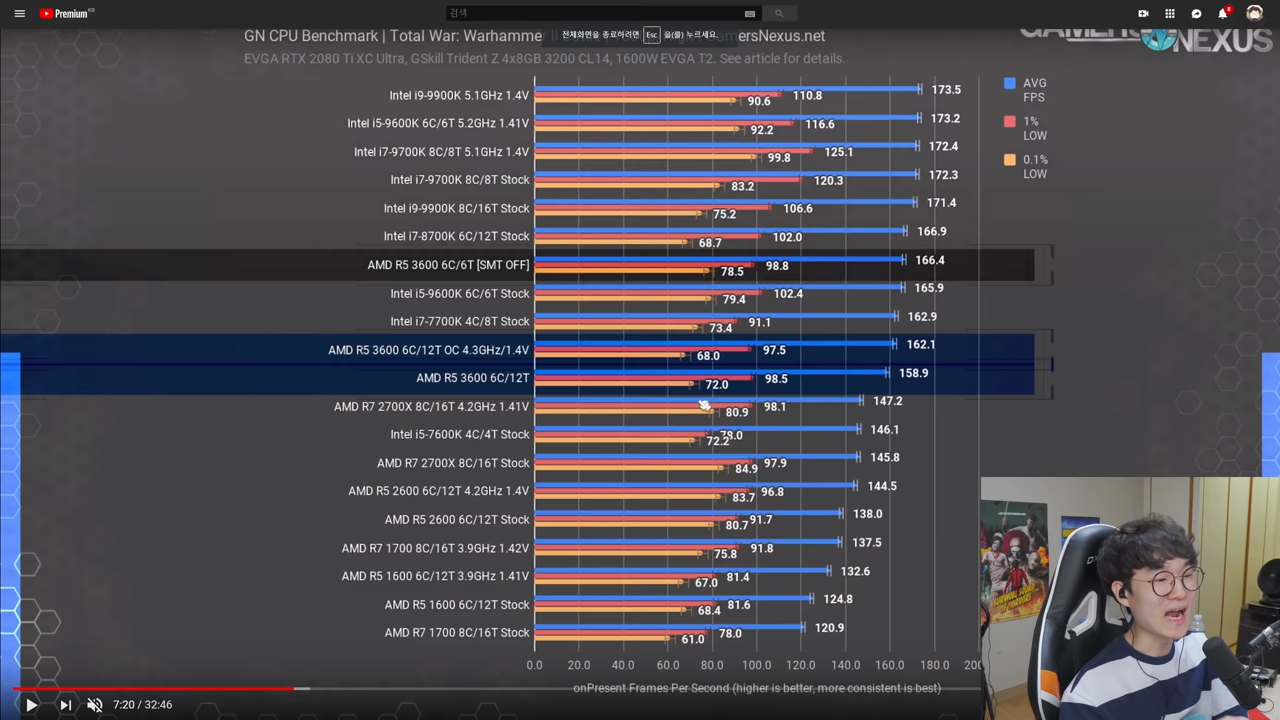 Premium KR
검색
8
GN CPU Benchmark | Total War: Warhammer II
ersNexus.net
전체화면을 종료하려면 Esc 을(를) 누르세요.
GAMERS
NEXUS
EVGA RTX 2080 Ti XC Ultra, GSkill Trident Z 4x8GB 3200 CL14, 1600W EVGA T2. See article for details.
AVG FPS
1% LOW
0.1% LOW
Intel i9-9900K 5.1GHz 1.4V 173.5 110.8 90.6
Intel i5-9600K 6C/6T 5.2GHz 1.41V 173.2 116.6 92.2
Intel i7-9700K 8C/8T 5.1GHz 1.4V 172.4 125.1 99.8
Intel i7-9700K 8C/8T Stock 172.3 120.3 83.2
Intel i9-9900K 8C/16T Stock 171.4 106.6 75.2
Intel i7-8700K 6C/12T Stock 166.9 102.0 68.7
AMD R5 3600 6C/6T [SMT OFF] 166.4 98.8 78.5
Intel i5-9600K 6C/6T Stock 165.9 102.4 79.4
Intel i7-7700K 4C/8T Stock 162.9 91.1 73.4
AMD R5 3600 6C/12T OC 4.3GHz/1.4V 162.1 97.5 68.0
AMD R5 3600 6C/12T 158.9 98.5 72.0
AMD R7 2700X 8C/16T 4.2GHz 1.41V 147.2 98.1 80.9
Intel i5-7600K 4C/4T Stock 146.1 78.0 72.2
AMD R7 2700X 8C/16T Stock 145.8 97.9 84.9
AMD R5 2600 6C/12T 4.2GHz 1.4V 144.5 96.8 83.7
AMD R5 2600 6C/12T Stock 138.0 91.7 80.7
AMD R7 1700 8C/16T 3.9GHz 1.42V 137.5 91.8 75.8
AMD R5 1600 6C/12T 3.9GHz 1.41V 132.6 81.4 67.0
AMD R5 1600 6C/12T Stock 124.8 81.6 68.4
AMD R7 1700 8C/16T Stock 120.9 78.0 61.0
0.0 20.0 40.0 60.0 80.0 100.0 120.0 140.0 160.0 180.0 20
onPresent Frames Per Second (higher is better, more consistent is best)
7:20 / 32:46